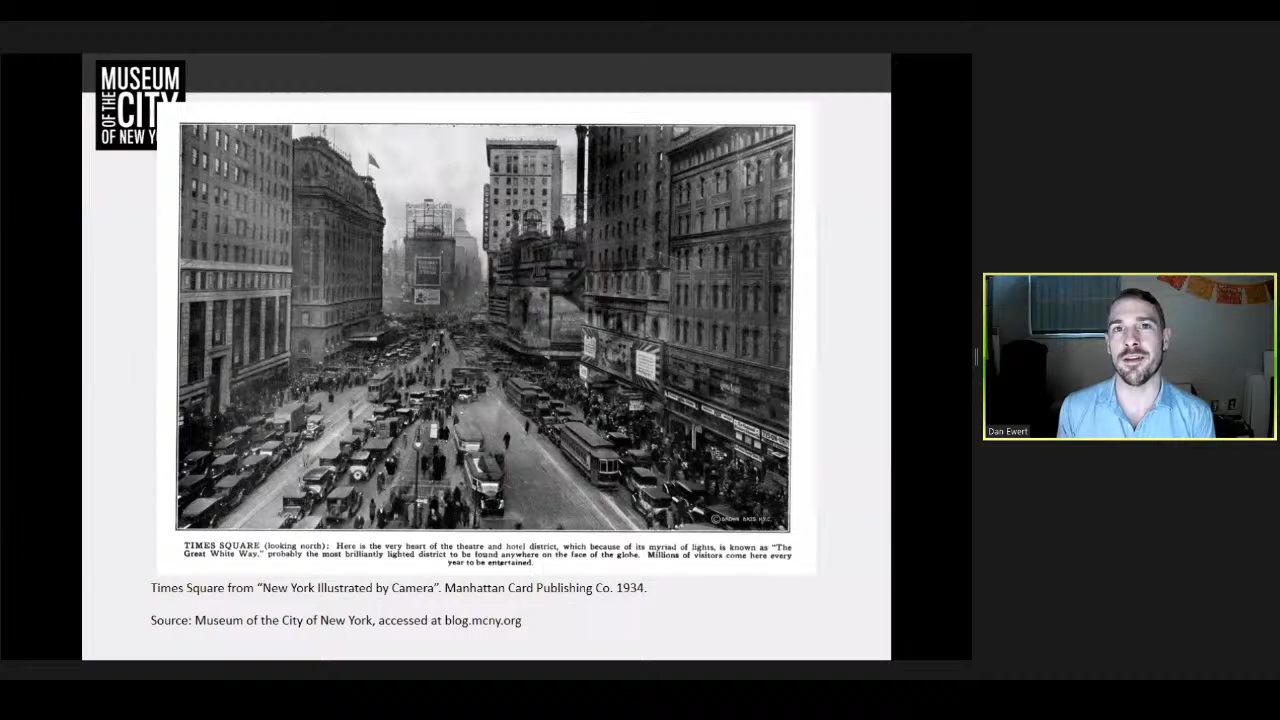 MUSEUM
OF THE
CITY
OF NEW YO
© BROWN BROS. N.Y.C.
TIMES SQUARE (looking north): Here is the very heart of the theatre and hotel district, which because of its myriad of lights, is known as "The
Great White Way," probably the most brilliantly lighted district to be found anywhere on the face of the globe. Millions of visitors come here every
year to be entertained.
Times Square from “New York Illustrated by Camera”. Manhattan Card Publishing Co. 1934.
Source: Museum of the City of New York, accessed at blog.mcny.org
Dan Ewert